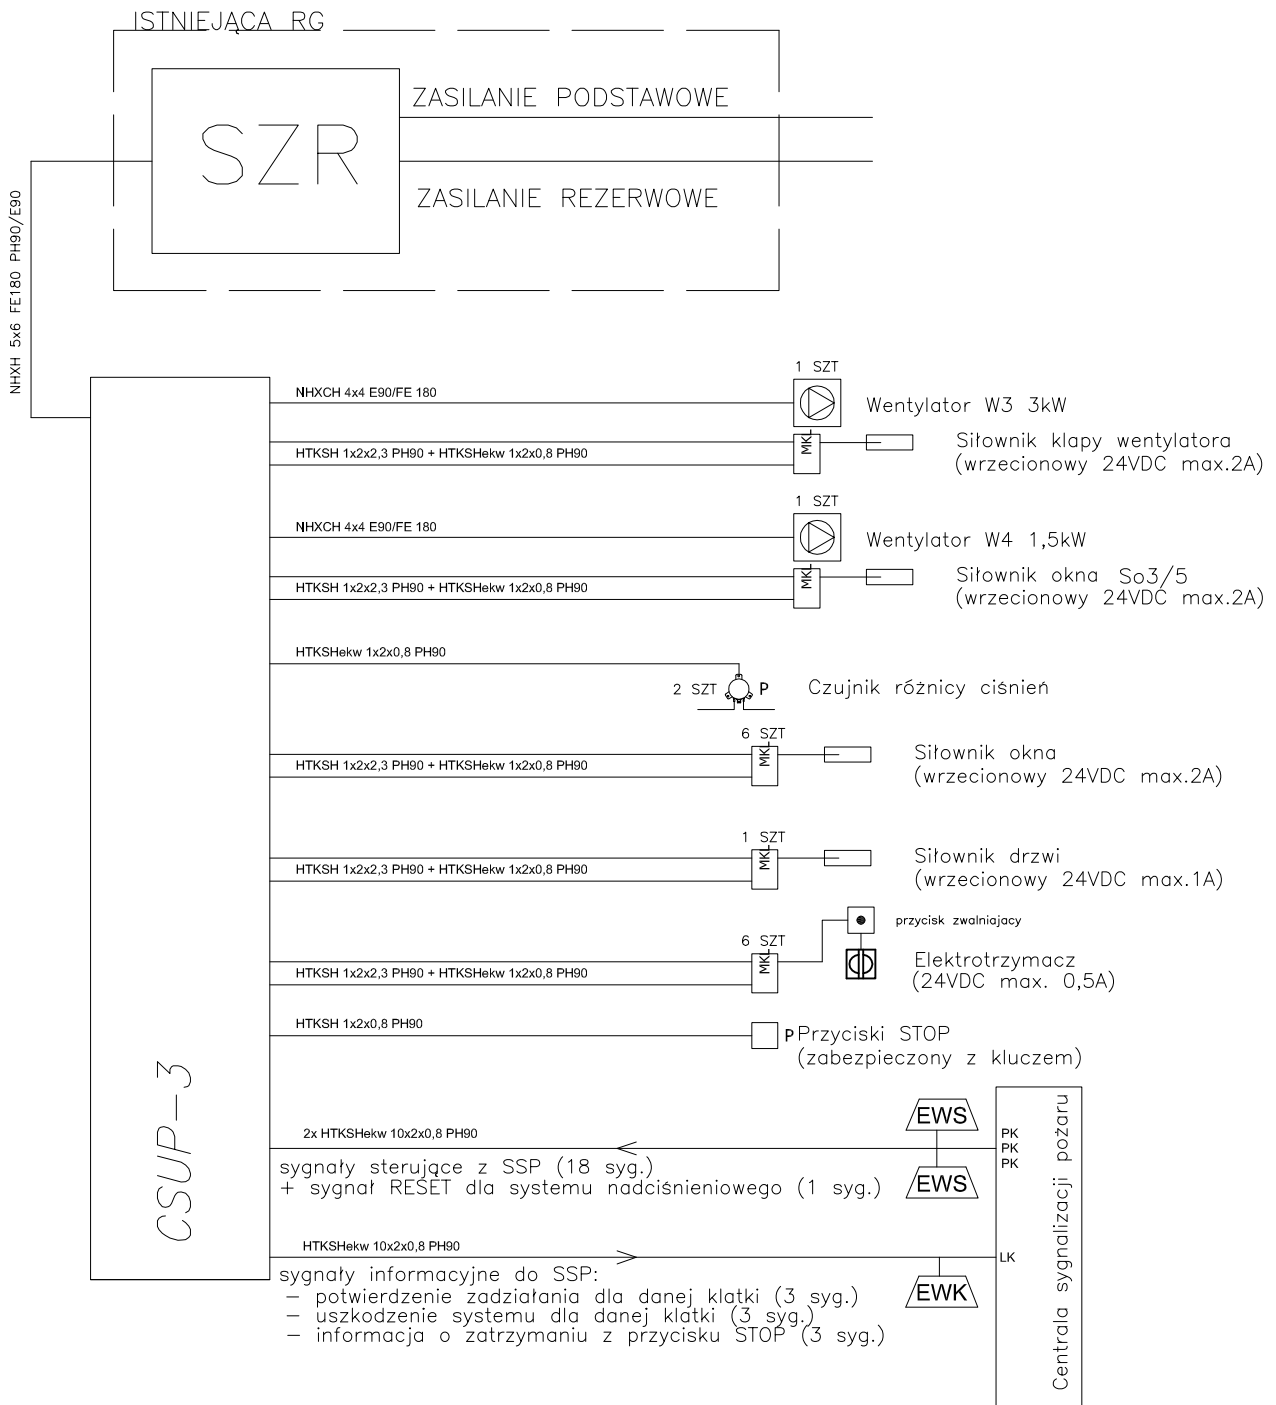 ISTNIEJĄCA RG
SZR
ZASILANIE PODSTAWOWE
ZASILANIE REZERWOWE
NHXH 5x6 FE180 PH90/E90
CSUP-3
NHXCH 4x4 E90/FE 180
1 SZT
Wentylator W3 3kW
HTKSH 1x2x2,3 PH90 + HTKSHekw 1x2x0,8 PH90
MKL
Siłownik klapy wentylatora
(wrzecionowy 24VDC max.2A)
NHXCH 4x4 E90/FE 180
1 SZT
Wentylator W4 1,5kW
HTKSH 1x2x2,3 PH90 + HTKSHekw 1x2x0,8 PH90
MKL
Siłownik okna So3/5
(wrzecionowy 24VDC max.2A)
HTKSHekw 1x2x0,8 PH90
2 SZT
P
Czujnik różnicy ciśnień
6 SZT
HTKSH 1x2x2,3 PH90 + HTKSHekw 1x2x0,8 PH90
MKL
Siłownik okna
(wrzecionowy 24VDC max.2A)
1 SZT
HTKSH 1x2x2,3 PH90 + HTKSHekw 1x2x0,8 PH90
MKL
Siłownik drzwi
(wrzecionowy 24VDC max.1A)
przycisk zwalniajacy
6 SZT
HTKSH 1x2x2,3 PH90 + HTKSHekw 1x2x0,8 PH90
MKL
Elektrotrzymacz
(24VDC max. 0,5A)
HTKSH 1x2x0,8 PH90
P
Przyciski STOP
(zabezpieczony z kluczem)
2x HTKSHekw 10x2x0,8 PH90
EWS
EWS
PK
PK
PK
sygnały sterujące z SSP (18 syg.)
+ sygnał RESET dla systemu nadciśnieniowego (1 syg.)
HTKSHekw 10x2x0,8 PH90
LK
EWK
sygnały informacyjne do SSP:
– potwierdzenie zadziałania dla danej klatki (3 syg.)
– uszkodzenie systemu dla danej klatki (3 syg.)
– informacja o zatrzymaniu z przycisku STOP (3 syg.)
Centrala sygnalizacji pożaru